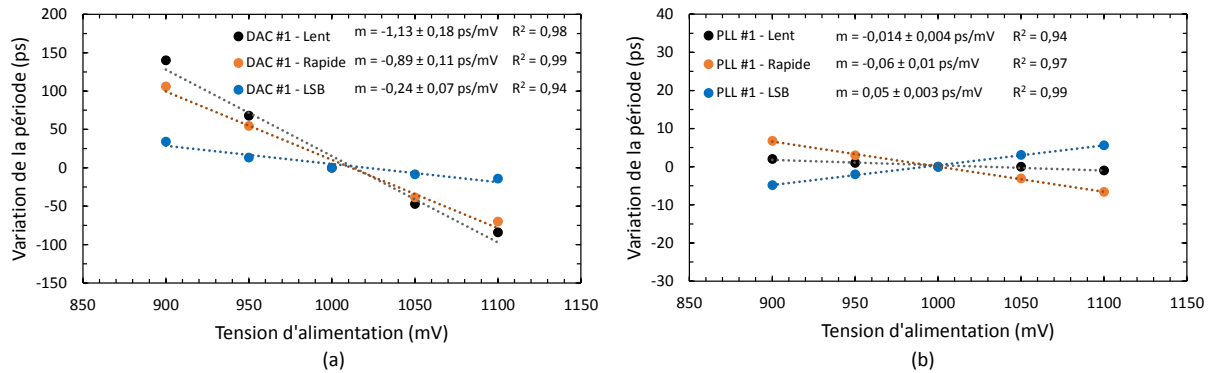 DAC #1 - Lent m = -1,13 ± 0,18 ps/mV R² = 0,98
DAC #1 - Rapide m = -0,89 ± 0,11 ps/mV R² = 0,99
DAC #1 - LSB m = -0,24 ± 0,07 ps/mV R² = 0,94
Variation de la période (ps)
200
150
100
50
0
-50
-100
-150
850 900 950 1000 1050 1100 1150
Tension d'alimentation (mV)
(a)
PLL #1 - Lent m = -0,014 ± 0,004 ps/mV R² = 0,94
PLL #1 - Rapide m = -0,06 ± 0,01 ps/mV R² = 0,97
PLL #1 - LSB m = 0,05 ± 0,003 ps/mV R² = 0,99
Variation de la période (ps)
40
30
20
10
0
-10
-20
-30
850 900 950 1000 1050 1100 1150
Tension d'alimentation (mV)
(b)